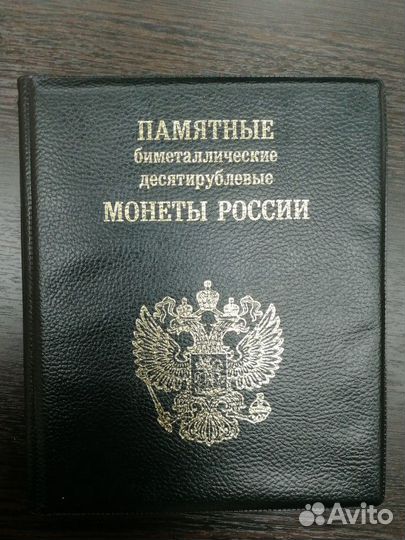 ПАМЯТНЫЕ
биметаллические
десятирублевые
МОНЕТЫ РОССИИ
Avito